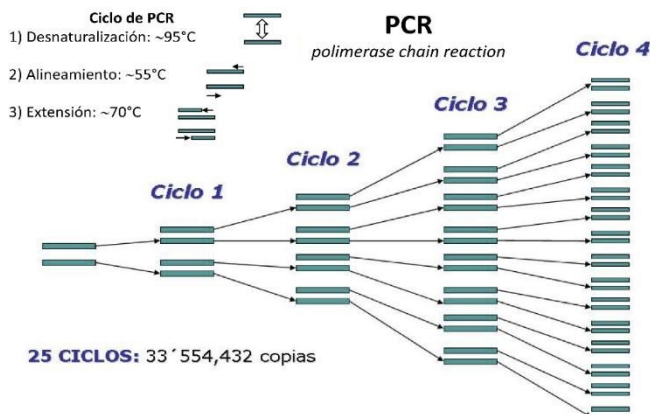 Ciclo de PCR
1) Desnaturalización: ~95°C
2) Alineamiento: ~55°C
3) Extensión: ~70°C
PCR
polimerase chain reaction
Ciclo 1
Ciclo 2
Ciclo 3
Ciclo 4
25 CICLOS: 33´554,432 copias